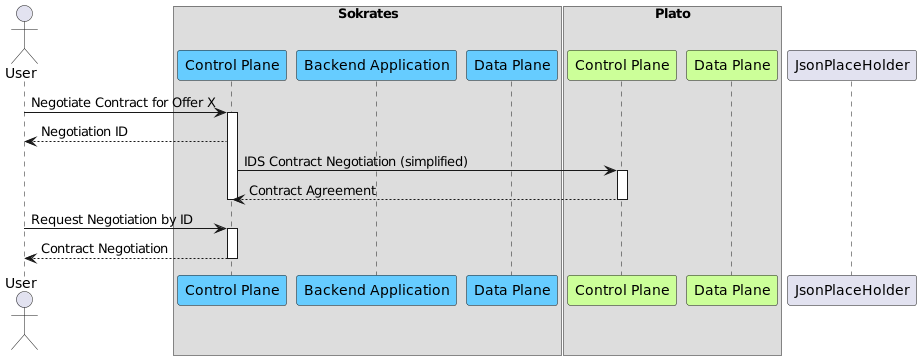 Sokrates
Plato
User
Control Plane
Backend Application
Data Plane
Control Plane
Data Plane
JsonPlaceHolder
Negotiate Contract for Offer X
Negotiation ID
IDS Contract Negotiation (simplified)
Contract Agreement
Request Negotiation by ID
Contract Negotiation
User
Control Plane
Backend Application
Data Plane
Control Plane
Data Plane
JsonPlaceHolder